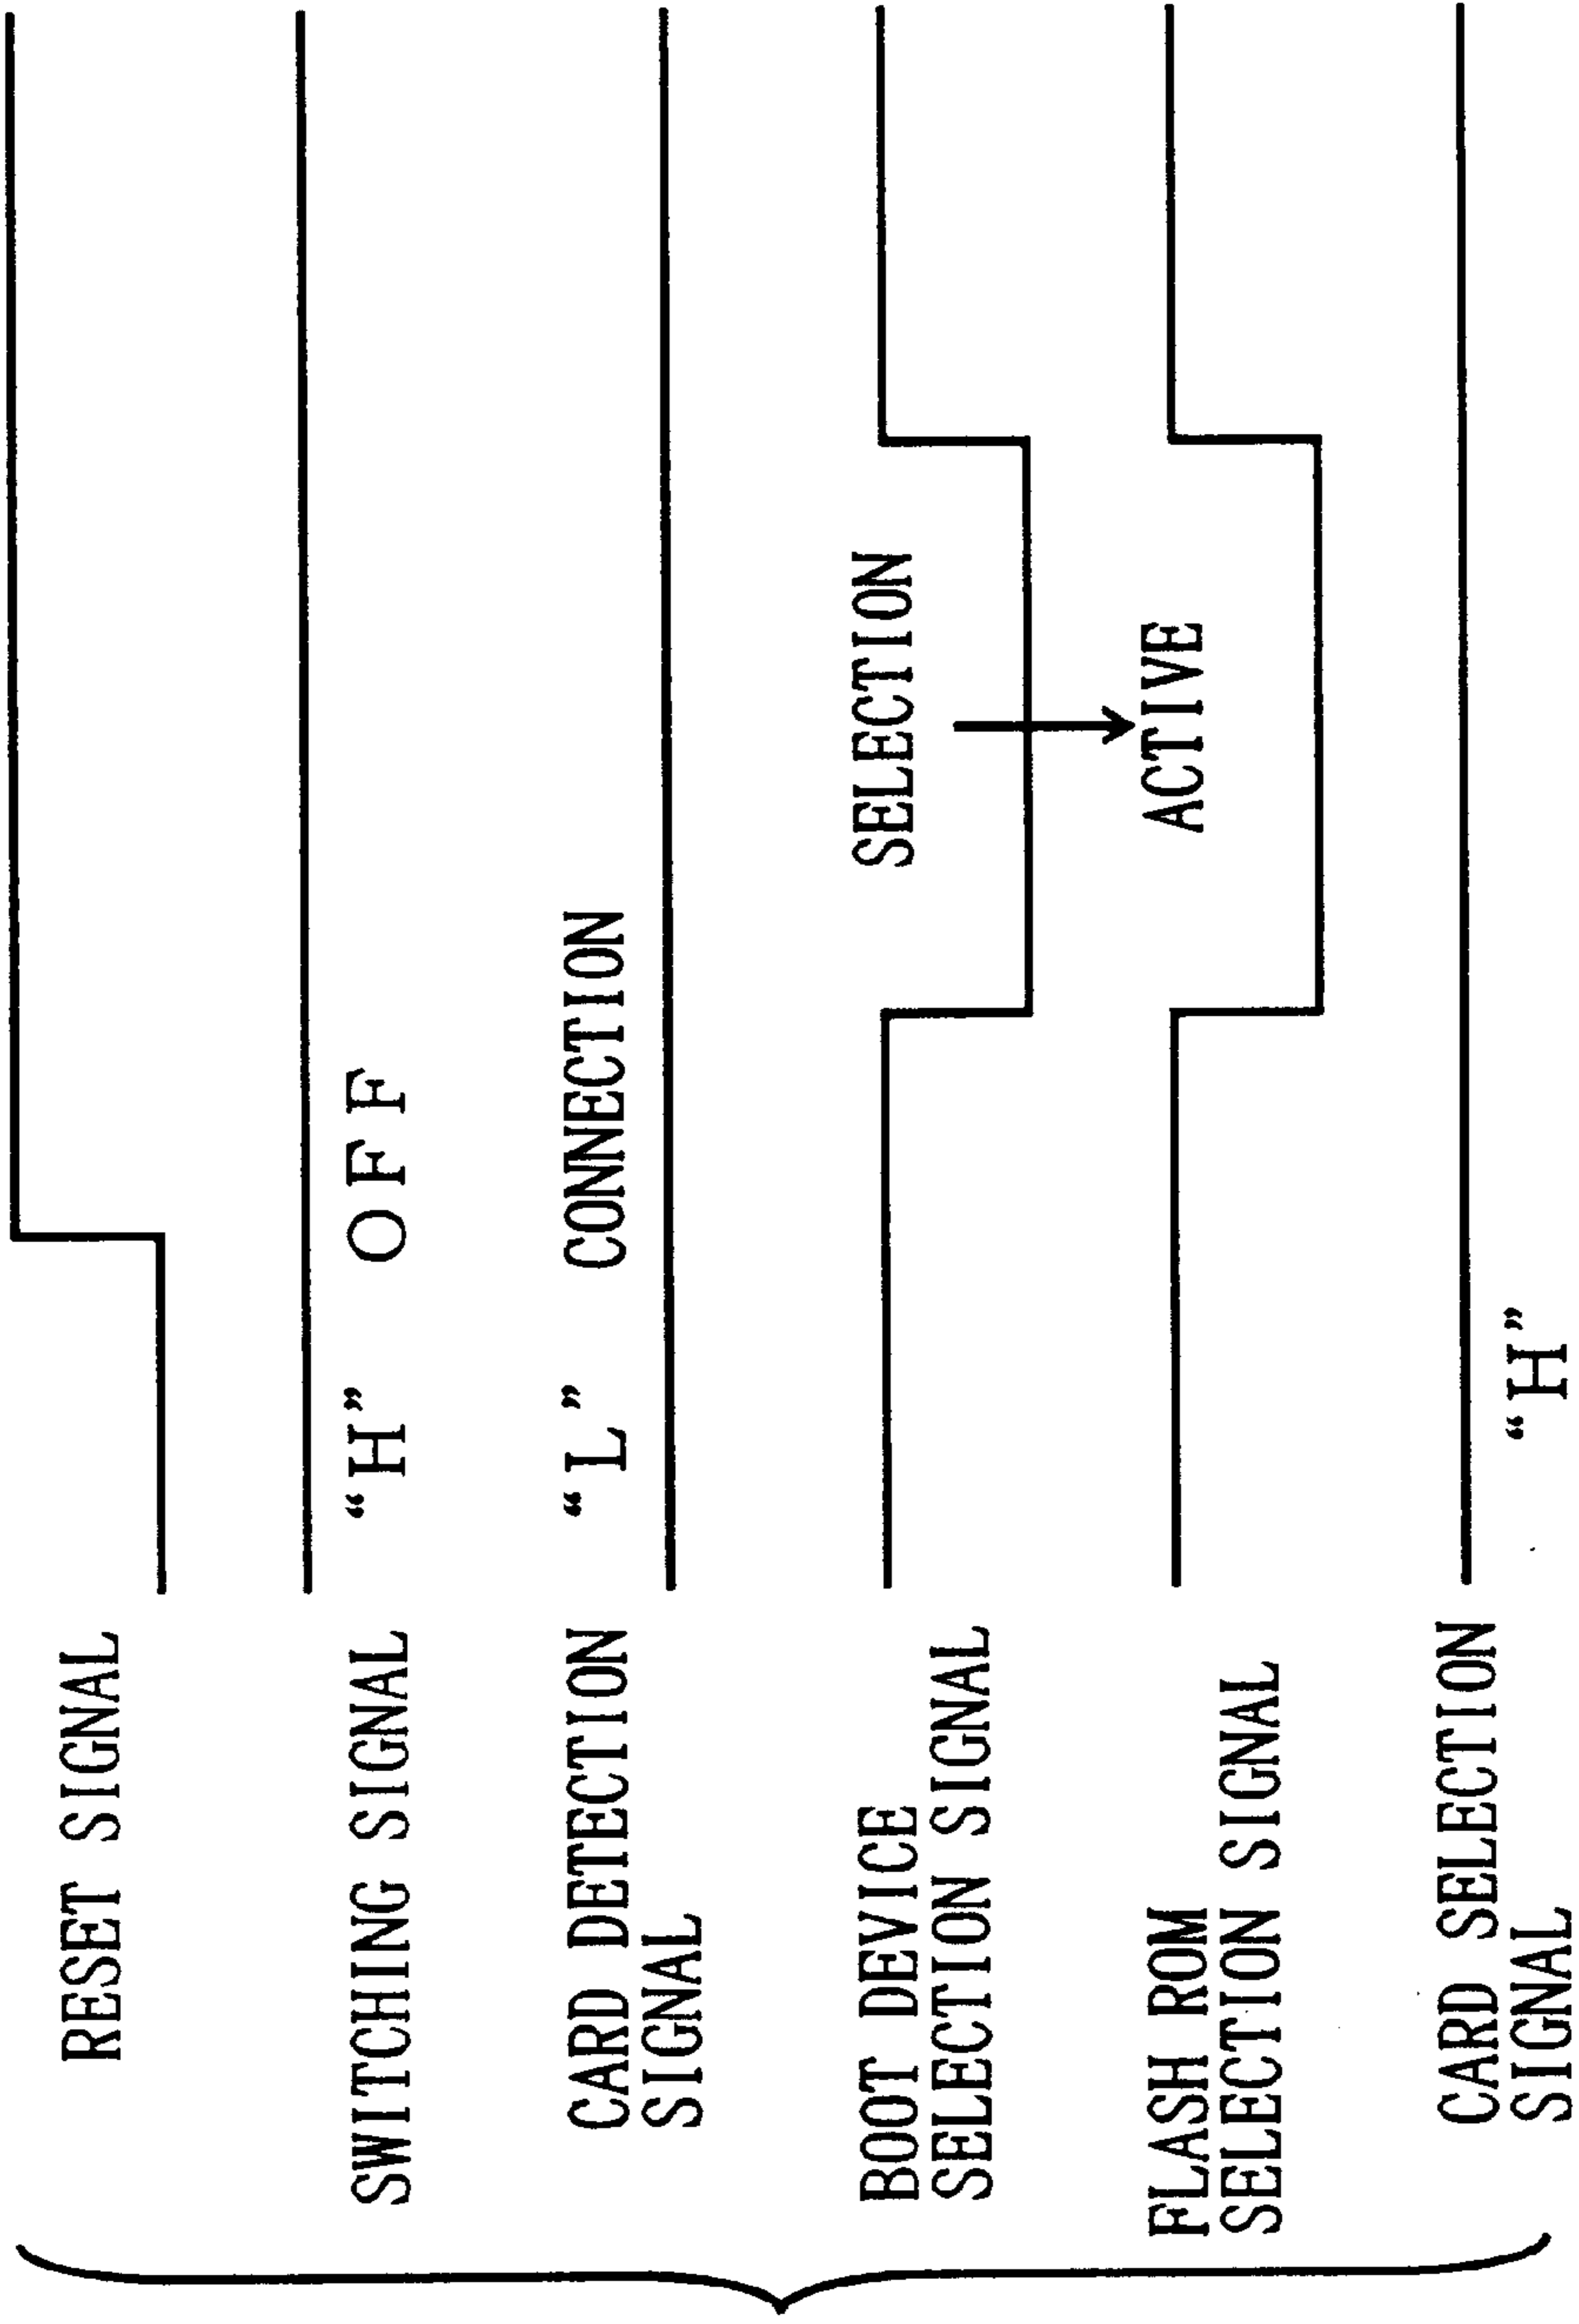 RESET SIGNAL
SWITCHING SIGNAL
“H” OFF
CARD DETECTION
SIGNAL
“L” CONNECTION
BOOT DEVICE
SELECTION SIGNAL
SELECTION
FLASH ROM
SELECTION SIGNAL
ACTIVE
CARD SELECTION
SIGNAL
“H”